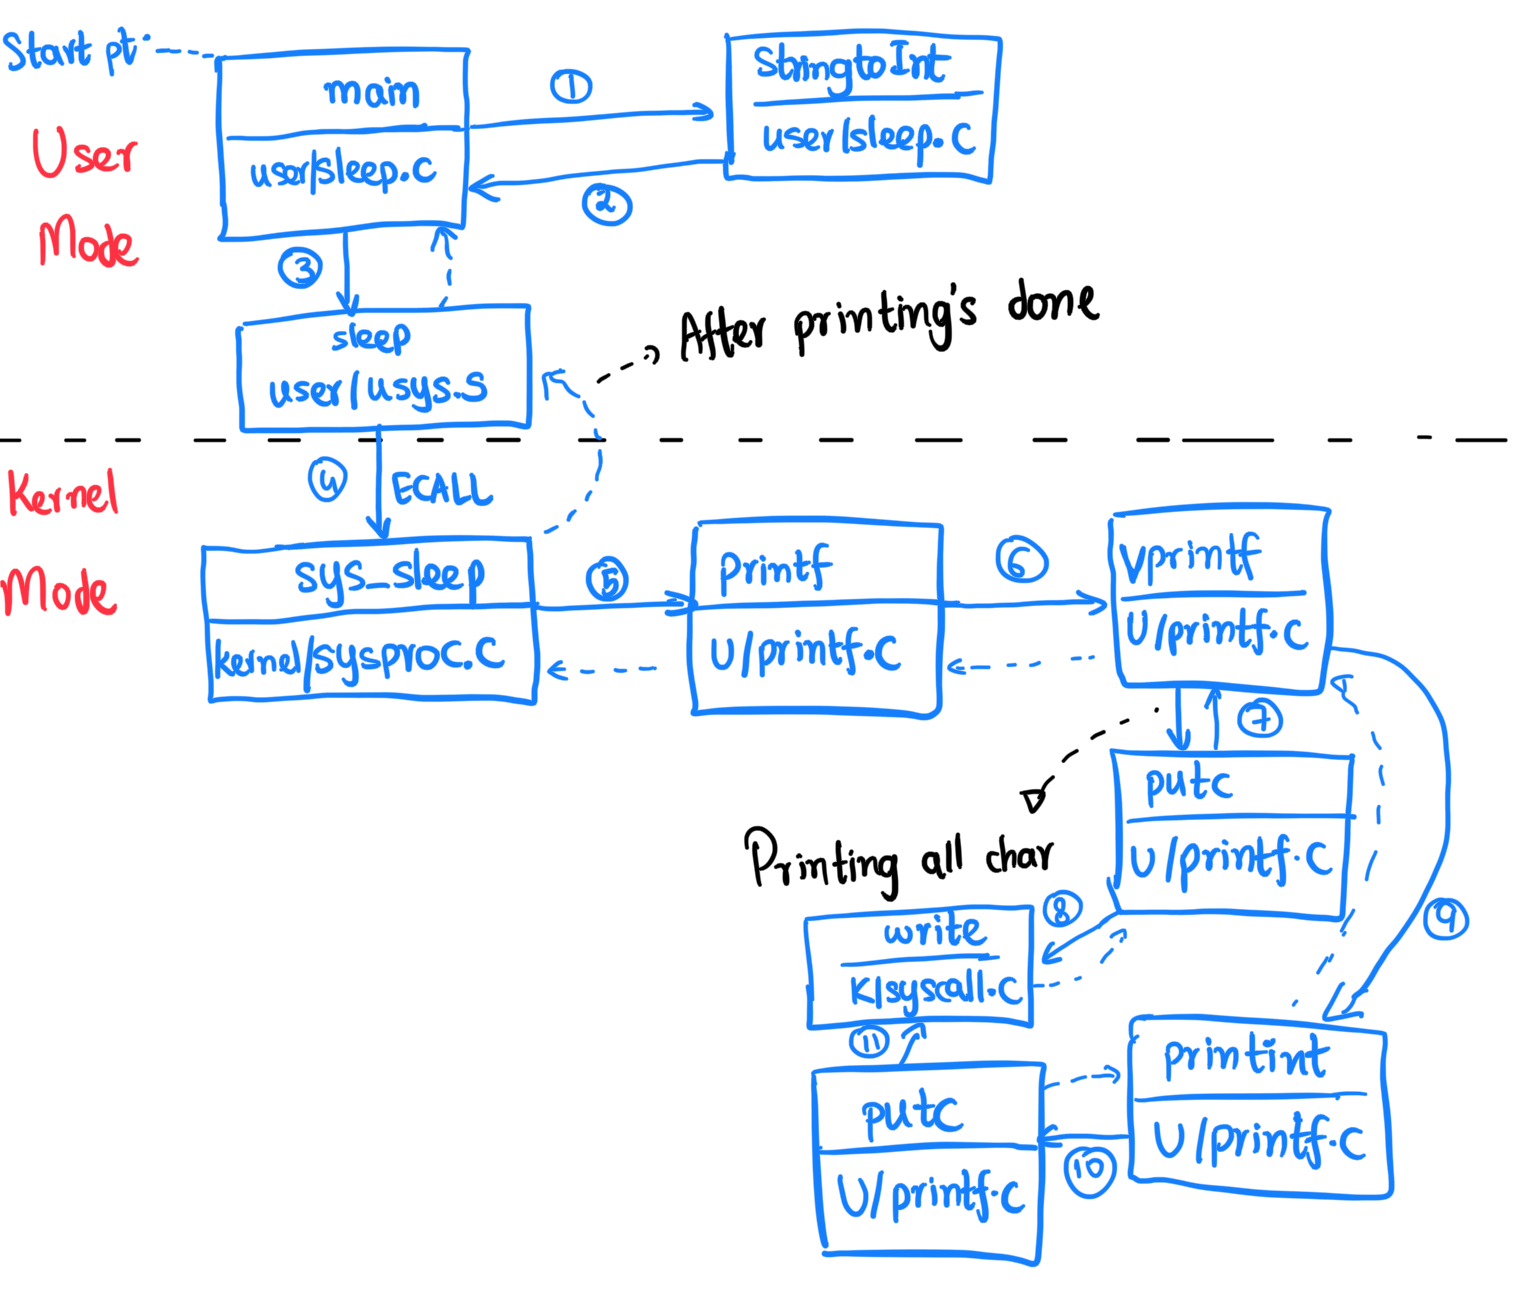 Start pt.
main
user/sleep.c
①
StringtoInt
user/sleep.c
②
User
Mode
③
sleep
user/usys.S
After printing's done
Kernel
Mode
④
ECALL
sys_sleep
kernel/sysproc.c
⑤
printf
U/printf.c
⑥
vprintf
U/printf.c
⑦
putc
U/printf.c
Printing all char
⑧
⑨
write
K/syscall.c
⑪
putc
U/printf.c
⑩
printint
U/printf.c